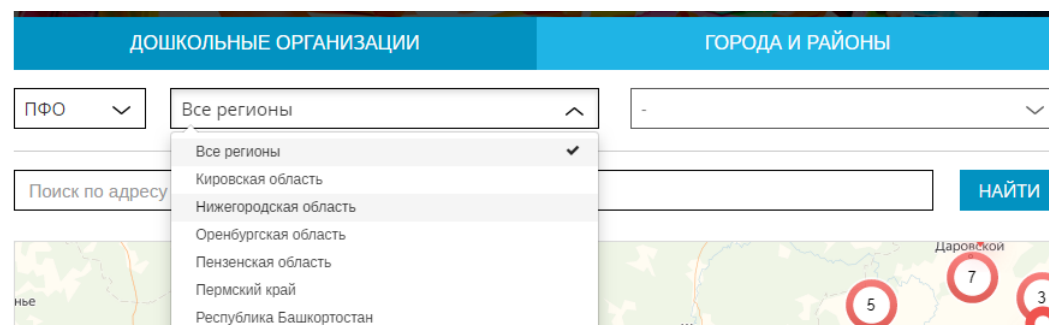 ДОШКОЛЬНЫЕ ОРГАНИЗАЦИИ
ГОРОДА И РАЙОНЫ
ПФО
Все регионы
-
Все регионы
Кировская область
Нижегородская область
Оренбургская область
Пензенская область
Пермский край
Республика Башкортостан
Поиск по адресу
НАЙТИ
Даровской
7
5
3
нье